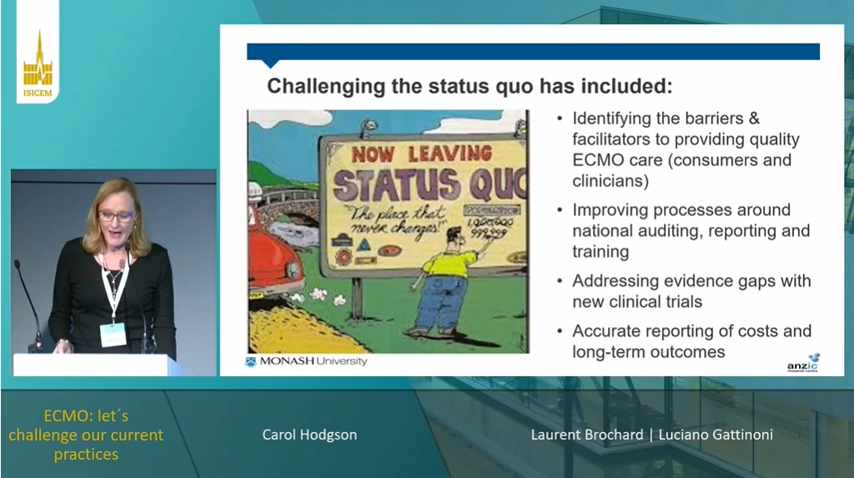 ISICEM
Challenging the status quo has included:
NOW LEAVING
STATUS QUO
"The place that
never changes!"
POPULATION
1,000,000
999,999
• Identifying the barriers &
facilitators to providing quality
ECMO care (consumers and
clinicians)
• Improving processes around
national auditing, reporting and
training
• Addressing evidence gaps with
new clinical trials
• Accurate reporting of costs and
long-term outcomes
MONASH University
anzic
ECMO: let´s
challenge our current
practices
Carol Hodgson
Laurent Brochard | Luciano Gattinoni